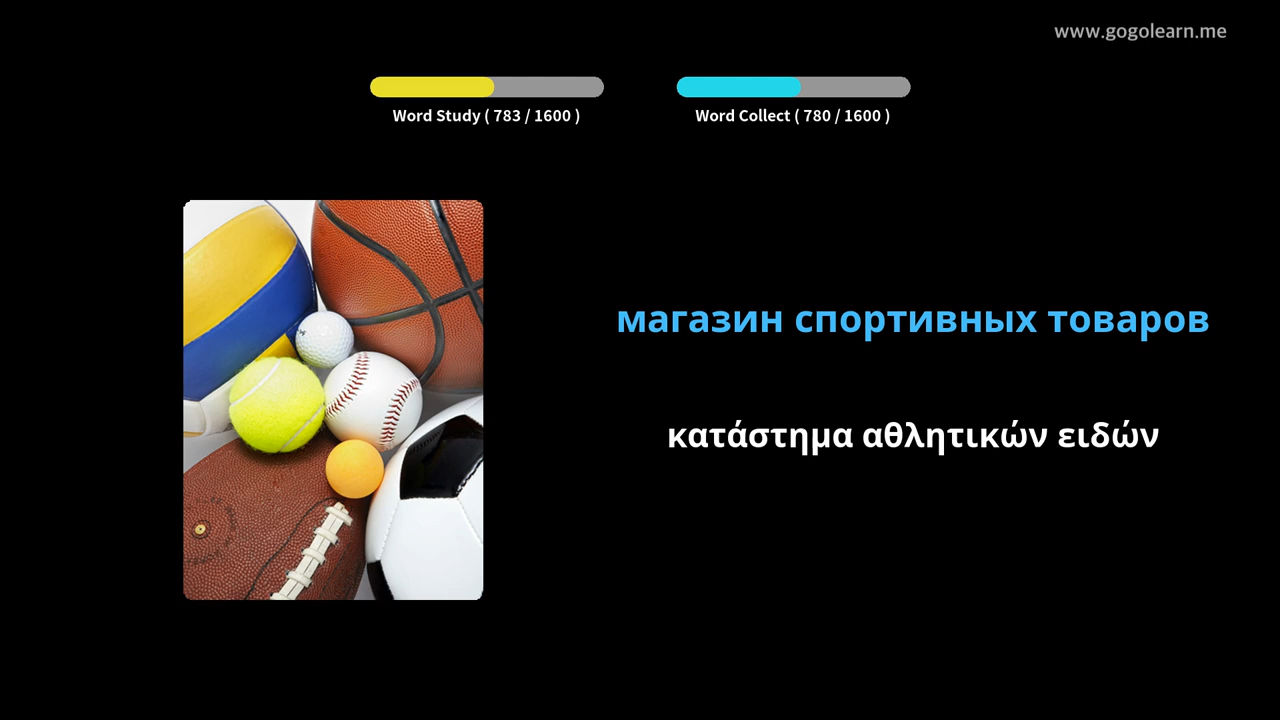 www.gogolearn.me
Word Study ( 783 / 1600 )
Word Collect ( 780 / 1600 )
магазин спортивных товаров
κατάστημα αθλητικών ειδών